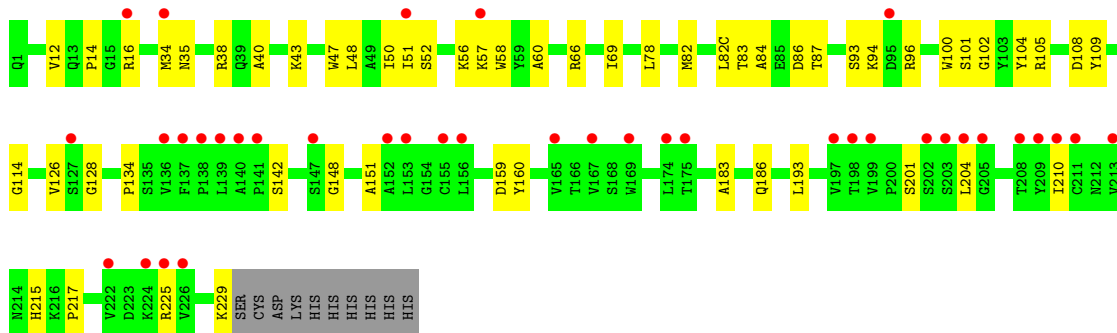 Q1 V12 Q13 P14 G15 R16 M34 N35 R38 Q39 A40 K43 W47 L48 A49 I50 I51 S52 K56 K57 W58 Y59 A60 R66 I69 L78 M82 L82C T83 A84 E85 D86 T87 S93 K94 D95 R96 W100 S101 G102 Y103 Y104 R105 D108 Y109
G114 V126 S127 G128 P134 S135 V136 F137 P138 L139 A140 P141 S142 S147 G148 A151 A152 L153 G154 C155 L156 D159 Y160 V165 T166 V167 S168 W169 L174 T175 A183 Q186 L193 V197 T198 V199 P200 S201 S202 S203 L204 G205 T208 Y209 I210 C211 N212 V213
N214 H215 K216 P217 V222 D223 K224 R225 V226 K229 SER CYS ASP LYS HIS HIS HIS HIS HIS HIS